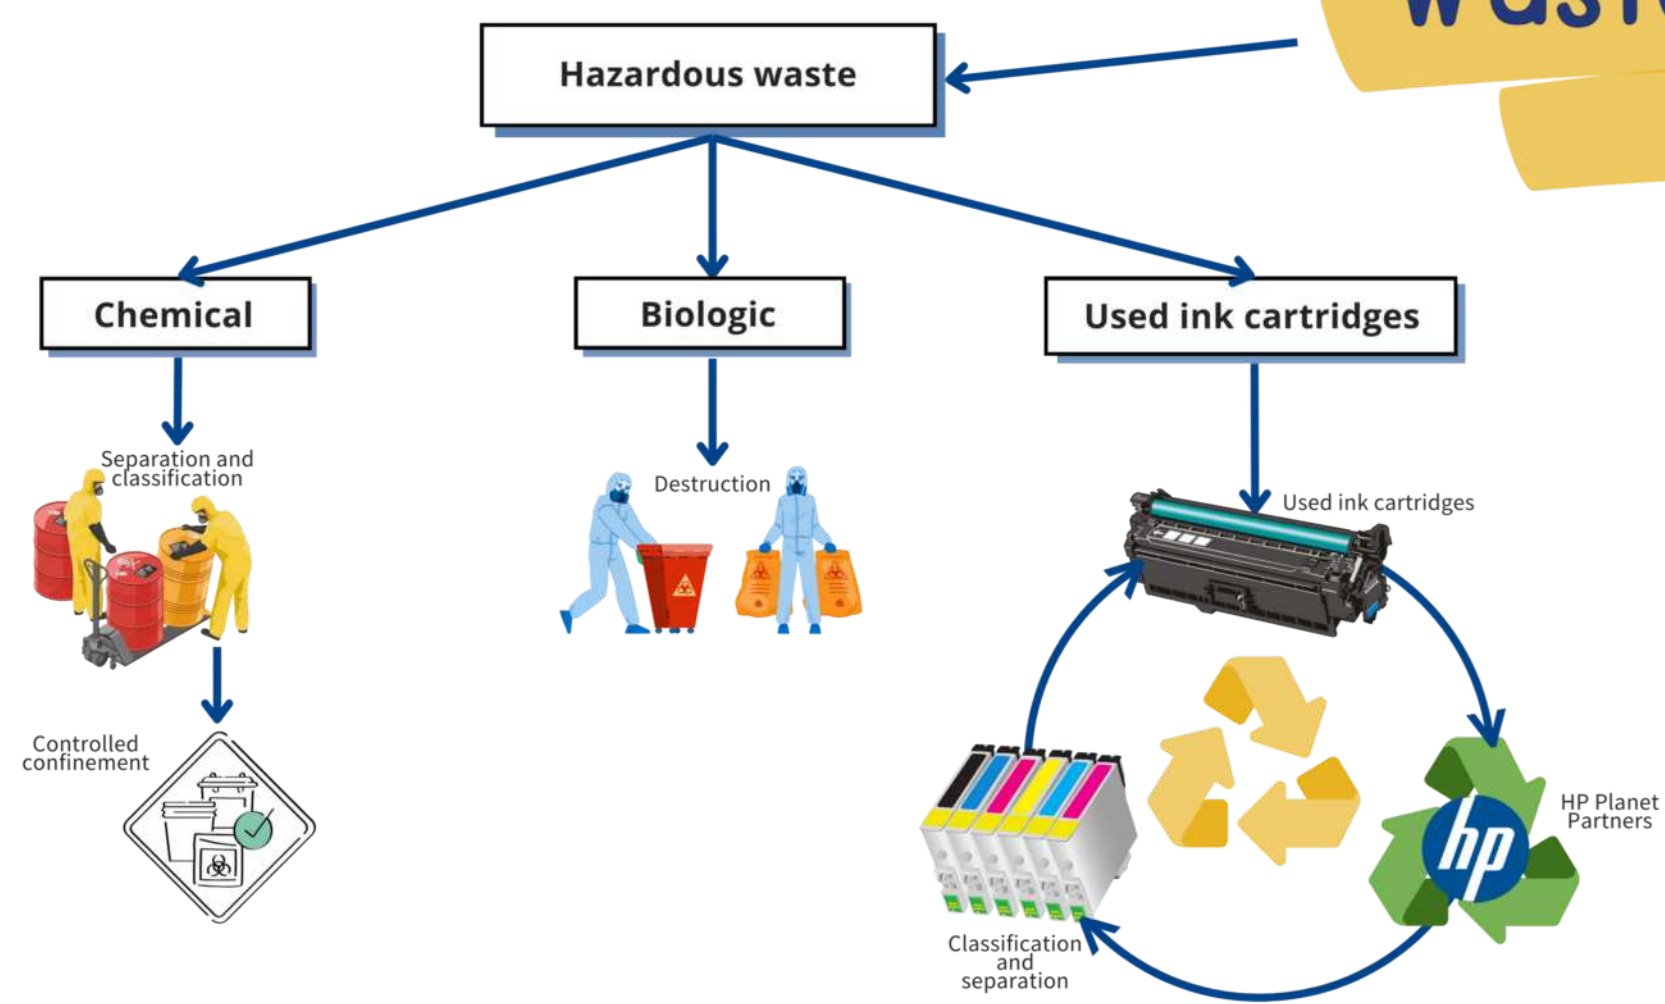 Hazardous waste
Chemical
Biologic
Used ink cartridges
Separation and
classification
Destruction
Used ink cartridges
Controlled
confinement
HP Planet
Partners
hp
Classification
and
separation